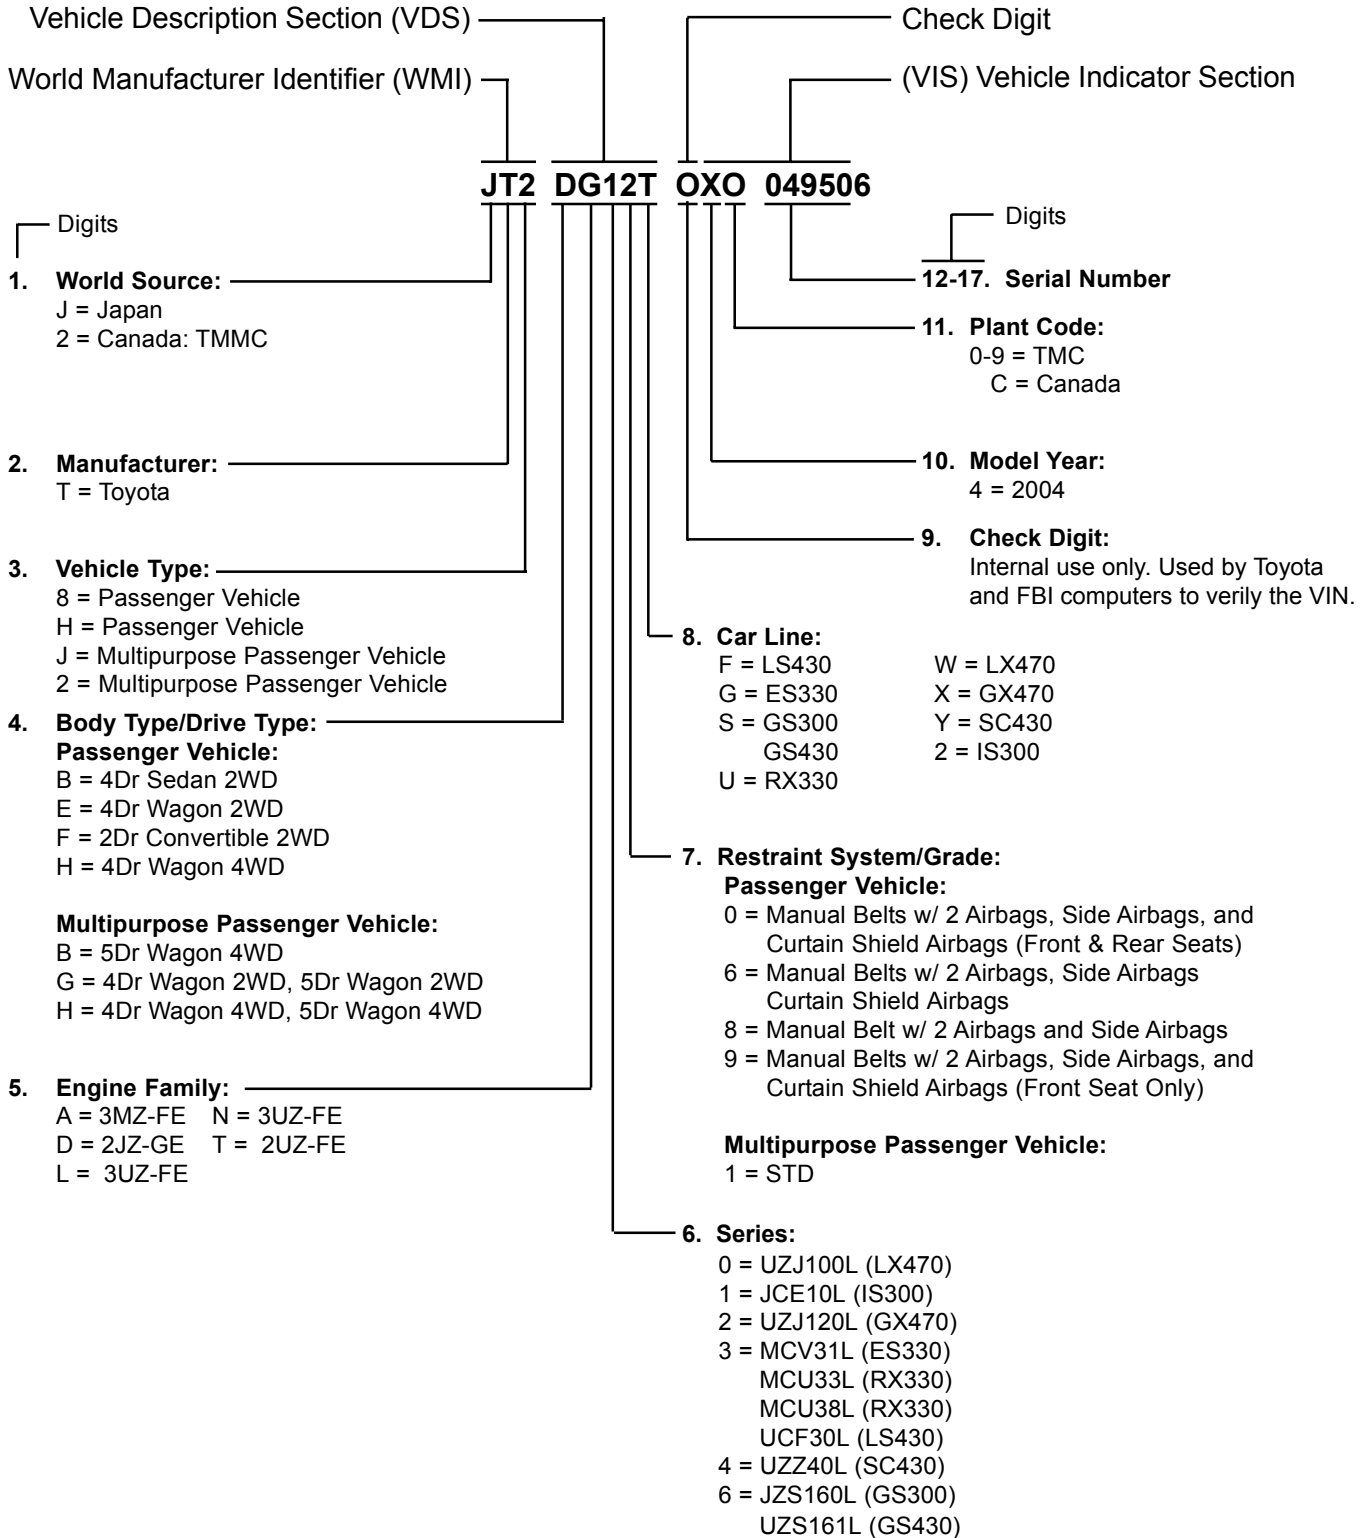 Vehicle Description Section (VDS)
Check Digit
World Manufacturer Identifier (WMI)
(VIS) Vehicle Indicator Section
JT2 DG12T OXO 049506
Digits
1. World Source:
J = Japan
2 = Canada: TMMC
2. Manufacturer:
T = Toyota
3. Vehicle Type:
8 = Passenger Vehicle
H = Passenger Vehicle
J = Multipurpose Passenger Vehicle
2 = Multipurpose Passenger Vehicle
4. Body Type/Drive Type:
Passenger Vehicle:
B = 4Dr Sedan 2WD
E = 4Dr Wagon 2WD
F = 2Dr Convertible 2WD
H = 4Dr Wagon 4WD
Multipurpose Passenger Vehicle:
B = 5Dr Wagon 4WD
G = 4Dr Wagon 2WD, 5Dr Wagon 2WD
H = 4Dr Wagon 4WD, 5Dr Wagon 4WD
5. Engine Family:
A = 3MZ-FE N = 3UZ-FE
D = 2JZ-GE T = 2UZ-FE
L = 3UZ-FE
Digits
12-17. Serial Number
11. Plant Code:
0-9 = TMC
C = Canada
10. Model Year:
4 = 2004
9. Check Digit:
Internal use only. Used by Toyota
and FBI computers to verily the VIN.
8. Car Line:
F = LS430 W = LX470
G = ES330 X = GX470
S = GS300 Y = SC430
GS430 2 = IS300
U = RX330
7. Restraint System/Grade:
Passenger Vehicle:
0 = Manual Belts w/ 2 Airbags, Side Airbags, and
Curtain Shield Airbags (Front & Rear Seats)
6 = Manual Belts w/ 2 Airbags, Side Airbags
Curtain Shield Airbags
8 = Manual Belt w/ 2 Airbags and Side Airbags
9 = Manual Belts w/ 2 Airbags, Side Airbags, and
Curtain Shield Airbags (Front Seat Only)
Multipurpose Passenger Vehicle:
1 = STD
6. Series:
0 = UZJ100L (LX470)
1 = JCE10L (IS300)
2 = UZJ120L (GX470)
3 = MCV31L (ES330)
MCU33L (RX330)
MCU38L (RX330)
UCF30L (LS430)
4 = UZZ40L (SC430)
6 = JZS160L (GS300)
UZS161L (GS430)